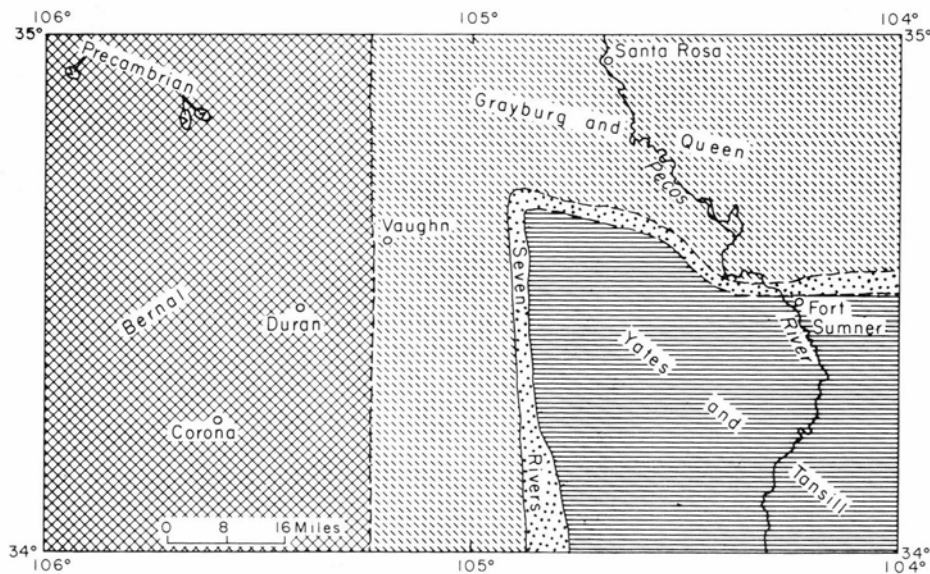 106°
105°
104°
35°
35°
Precambrian
Santa Rosa
Grayburg and
Queen
Pecos
Vaughn
Seven
Bernal
Duran
Fort
Sumner
River
Yates
and
Corona
Rivers
Tansill
0 8 16 Miles
34°
34°
106°
105°
104°